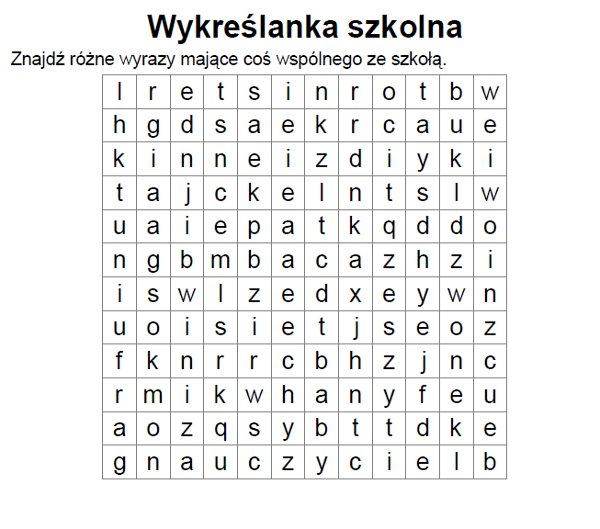 Wykreślanka szkolna
Znajdź różne wyrazy mające coś wspólnego ze szkołą.
l r e t s i n r o t b w
h g d s a e k r c a u e
k i n n e i z d i y k i
t a j c k e l n t s l w
u a i e p a t k q d d o
n g b m b a c a z h z i
i s w l z e d x e y w n
u o i s i e t j s e o z
f k n r r c b h z j n c
r m i k w h a n y f e u
a o z q s y b t t d k e
g n a u c z y c i e l b